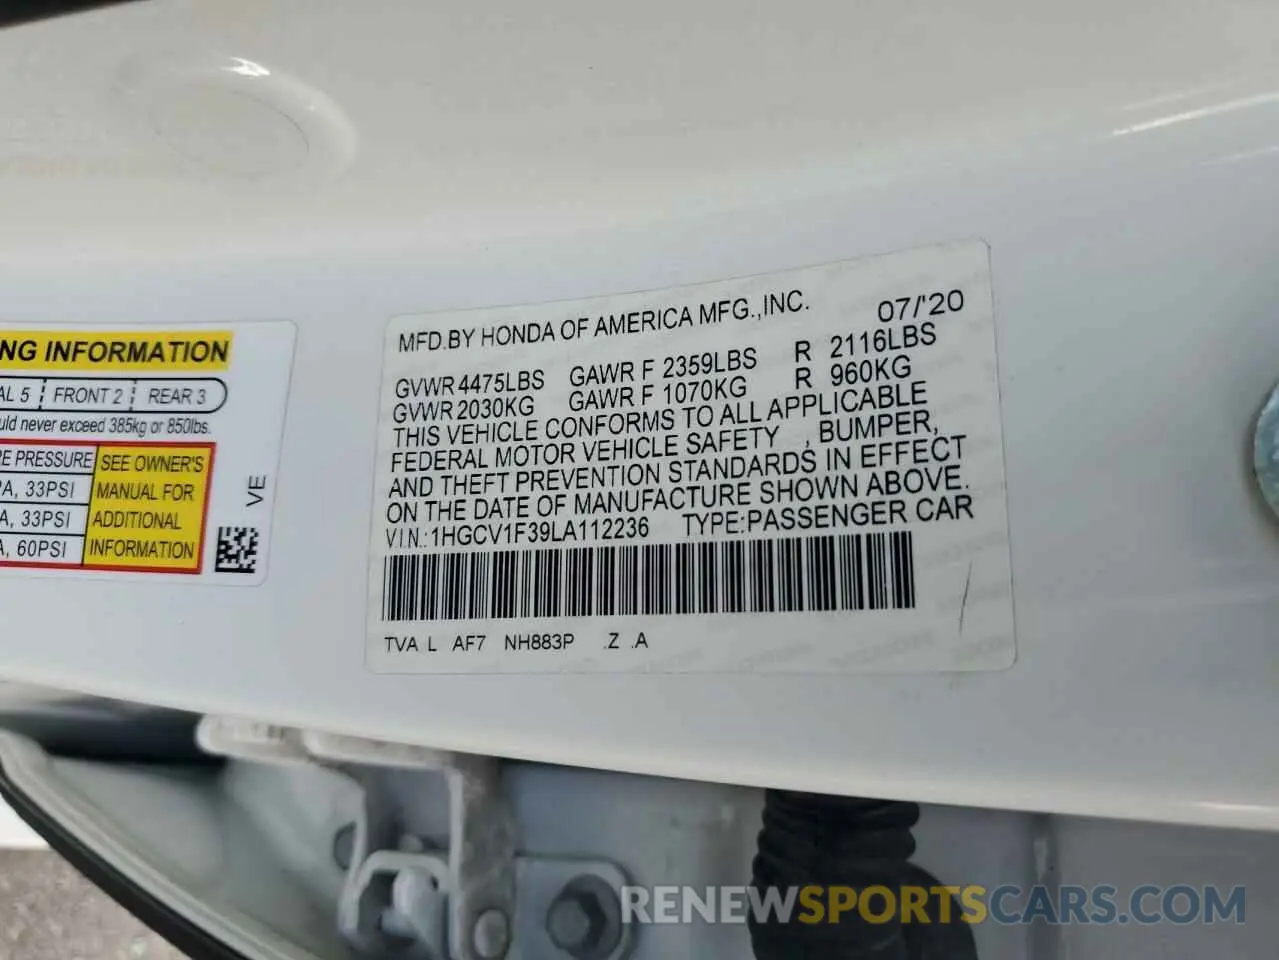 NG INFORMATION
AL 5 FRONT 2 REAR 3
uld never exceed 385kg or 850lbs.
RE PRESSURE SEE OWNER'S
PA, 33PSI MANUAL FOR
A, 33PSI ADDITIONAL
A, 60PSI INFORMATION
VE
MFD.BY HONDA OF AMERICA MFG.,INC. 07/'20
GVWR 4475LBS GAWR F 2359LBS R 2116LBS
GVWR 2030KG GAWR F 1070KG R 960KG
THIS VEHICLE CONFORMS TO ALL APPLICABLE
FEDERAL MOTOR VEHICLE SAFETY , BUMPER,
AND THEFT PREVENTION STANDARDS IN EFFECT
ON THE DATE OF MANUFACTURE SHOWN ABOVE.
VIN.:1HGCV1F39LA112236 TYPE:PASSENGER CAR
TVA L AF7 NH883P .Z .A
RENEWSPORTSCARS.COM